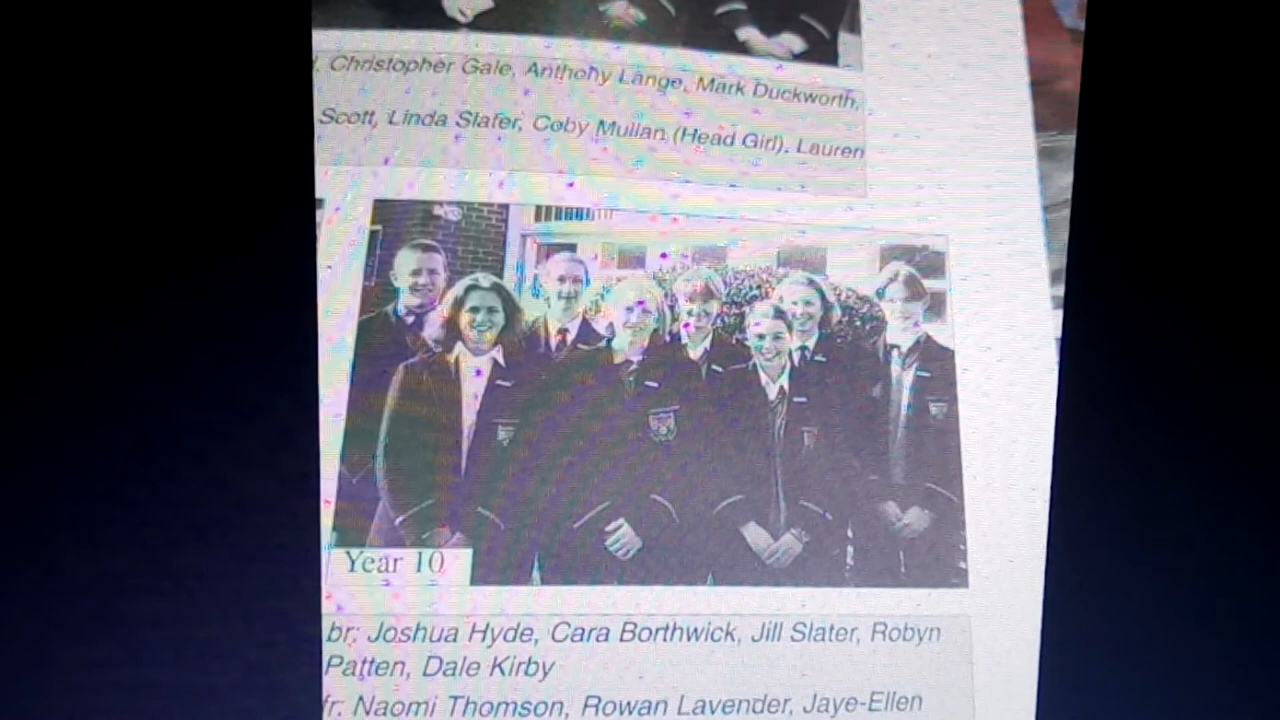 . Christopher Gale, Anthony Lange, Mark Duckworth,
Scott, Linda Slater, Coby Mullan (Head Girl), Lauren
Year 10
br: Joshua Hyde, Cara Borthwick, Jill Slater, Robyn
Patten, Dale Kirby
fr: Naomi Thomson, Rowan Lavender, Jaye-Ellen